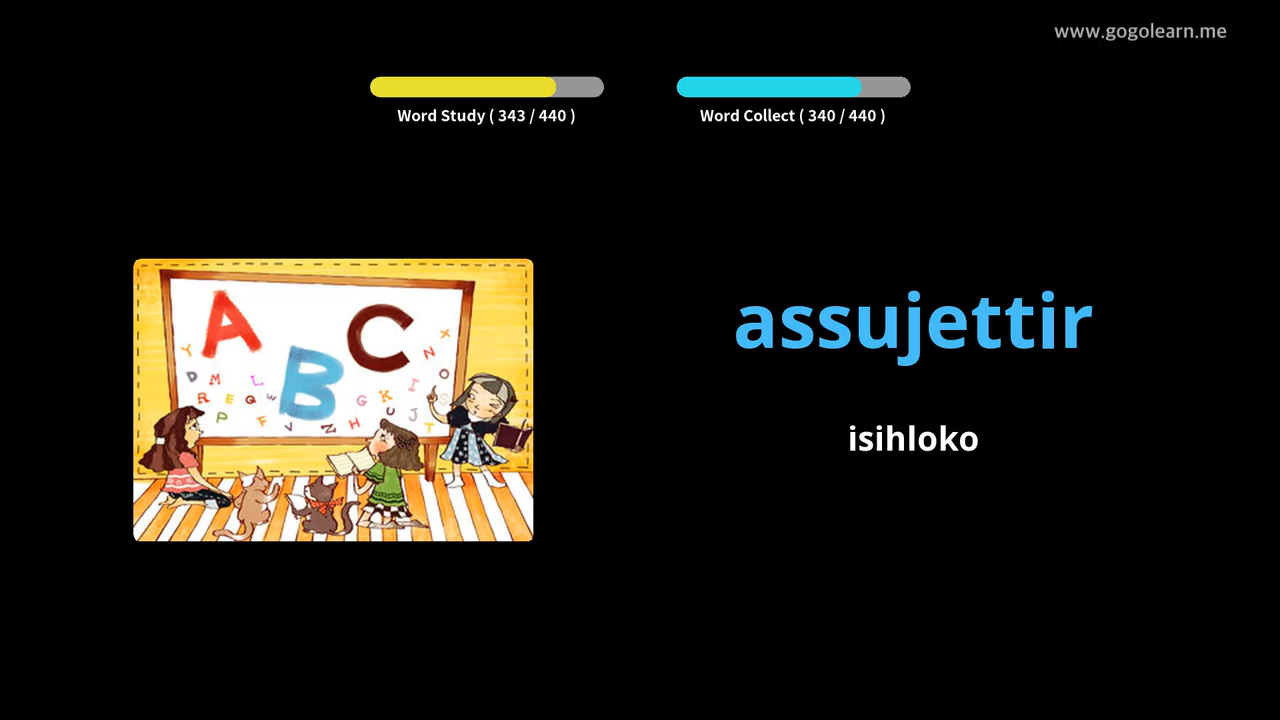 www.gogolearn.me
Word Study ( 343 / 440 )
Word Collect ( 340 / 440 )
A
B
C
X
Y
N
D M L O
R E Q W G K I S
P F V Z H U J T
assujettir
isihloko